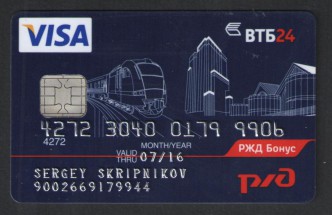 VISA
ВТБ24
4272 3040 0179 9906
4272
MONTH/YEAR
VALID THRU 07/16
РЖД Бонус
SERGEY SKRIPNIKOV
9002669179944
РЖД